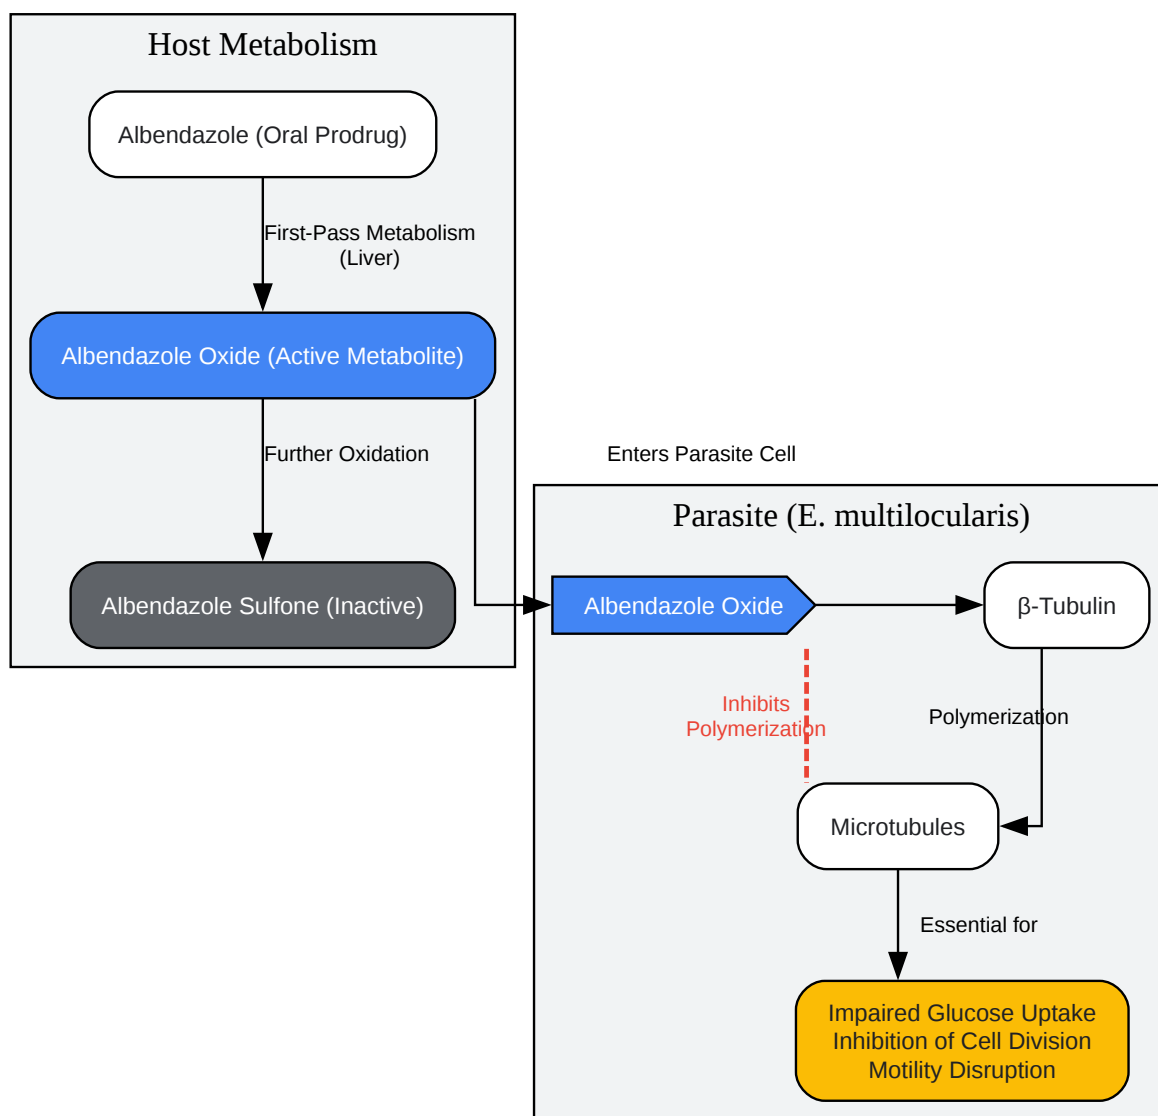 Host Metabolism
Albendazole (Oral Prodrug)
First-Pass Metabolism
(Liver)
Albendazole Oxide (Active Metabolite)
Further Oxidation
Albendazole Sulfone (Inactive)
Enters Parasite Cell
Parasite (E. multilocularis)
Albendazole Oxide
β-Tubulin
Inhibits
Polymerization
Polymerization
Microtubules
Essential for
Impaired Glucose Uptake
Inhibition of Cell Division
Motility Disruption